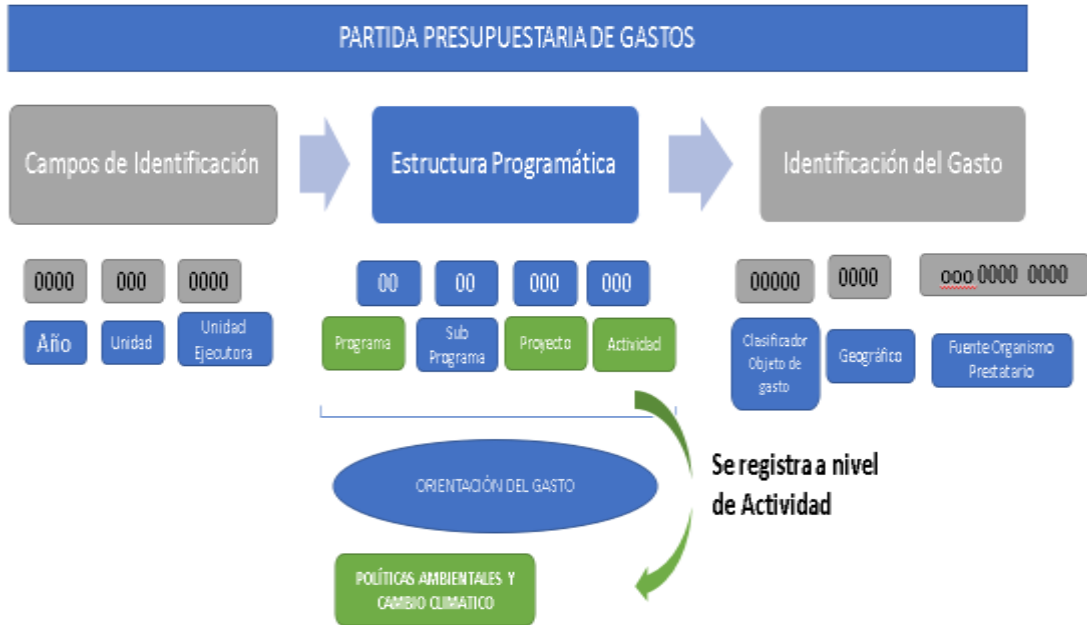 PARTIDA PRESUPUESTARIA DE GASTOS
Campos de Identificación
Estructura Programática
Identificación del Gasto
0000
000
0000
00
00
000
000
00000
0000
ooo 0000 0000
Año
Unidad
Unidad
Ejecutora
Programa
Sub
Programa
Proyecto
Actividad
Clasificador
Objeto de
gasto
Geográfico
Fuente Organismo
Prestatario
ORIENTACIÓN DEL GASTO
Se registra a nivel
de Actividad
POLÍTICAS AMBIENTALES Y
CAMBIO CLIMATICO